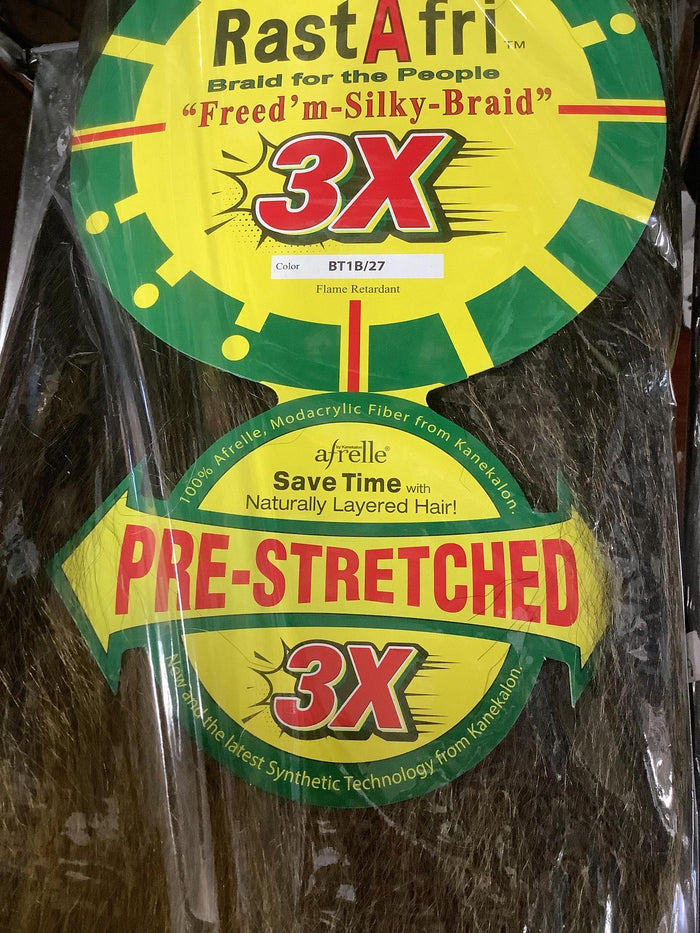 RastAfri™
Braid for the People
"Freed'm-Silky-Braid"
3X
Color BT1B/27
Flame Retardant
100% Afrelle, Modacrylic Fiber from Kanekalon.
by Kanekalon
afrelle®
Save Time with
Naturally Layered Hair!
PRE-STRETCHED
3X
New and the latest Synthetic Technology from Kanekalon.